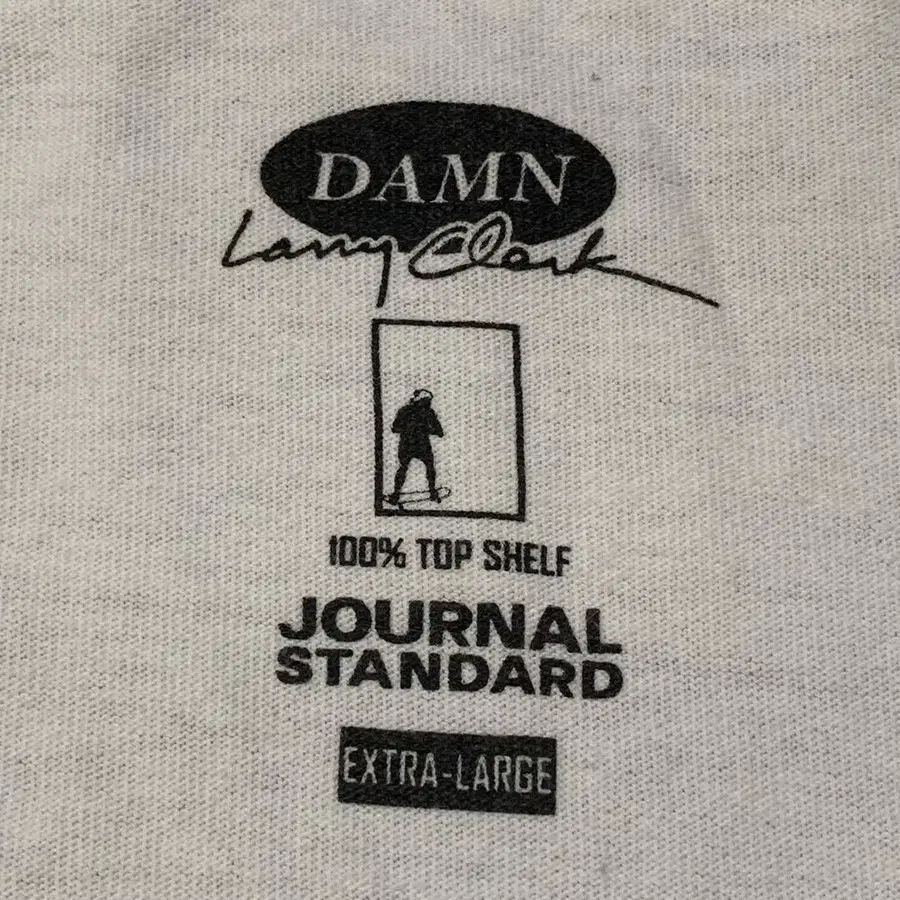 DAMN
Larry Clark
100% TOP SHELF
JOURNAL
STANDARD
EXTRA-LARGE